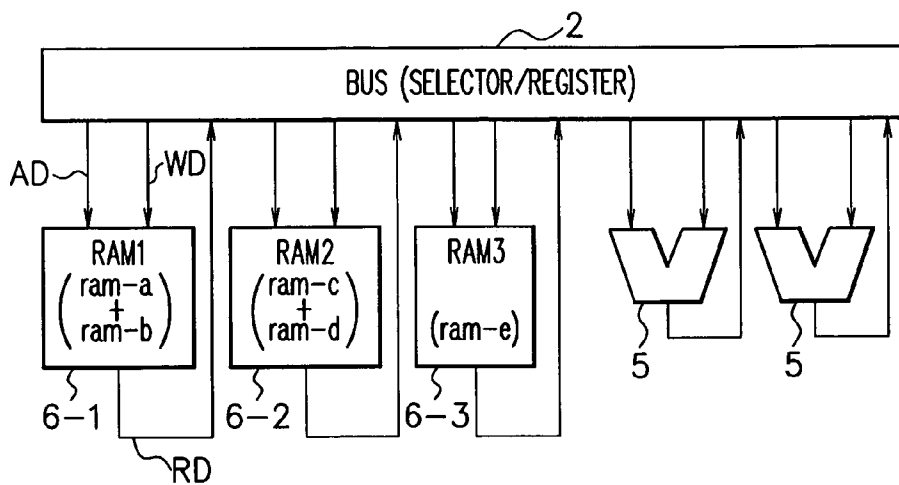 2
BUS (SELECTOR/REGISTER)
AD
WD
RAM1
(ram-a
+
ram-b)
RAM2
(ram-c
+
ram-d)
RAM3
(ram-e)
5
5
6-1
6-2
6-3
RD